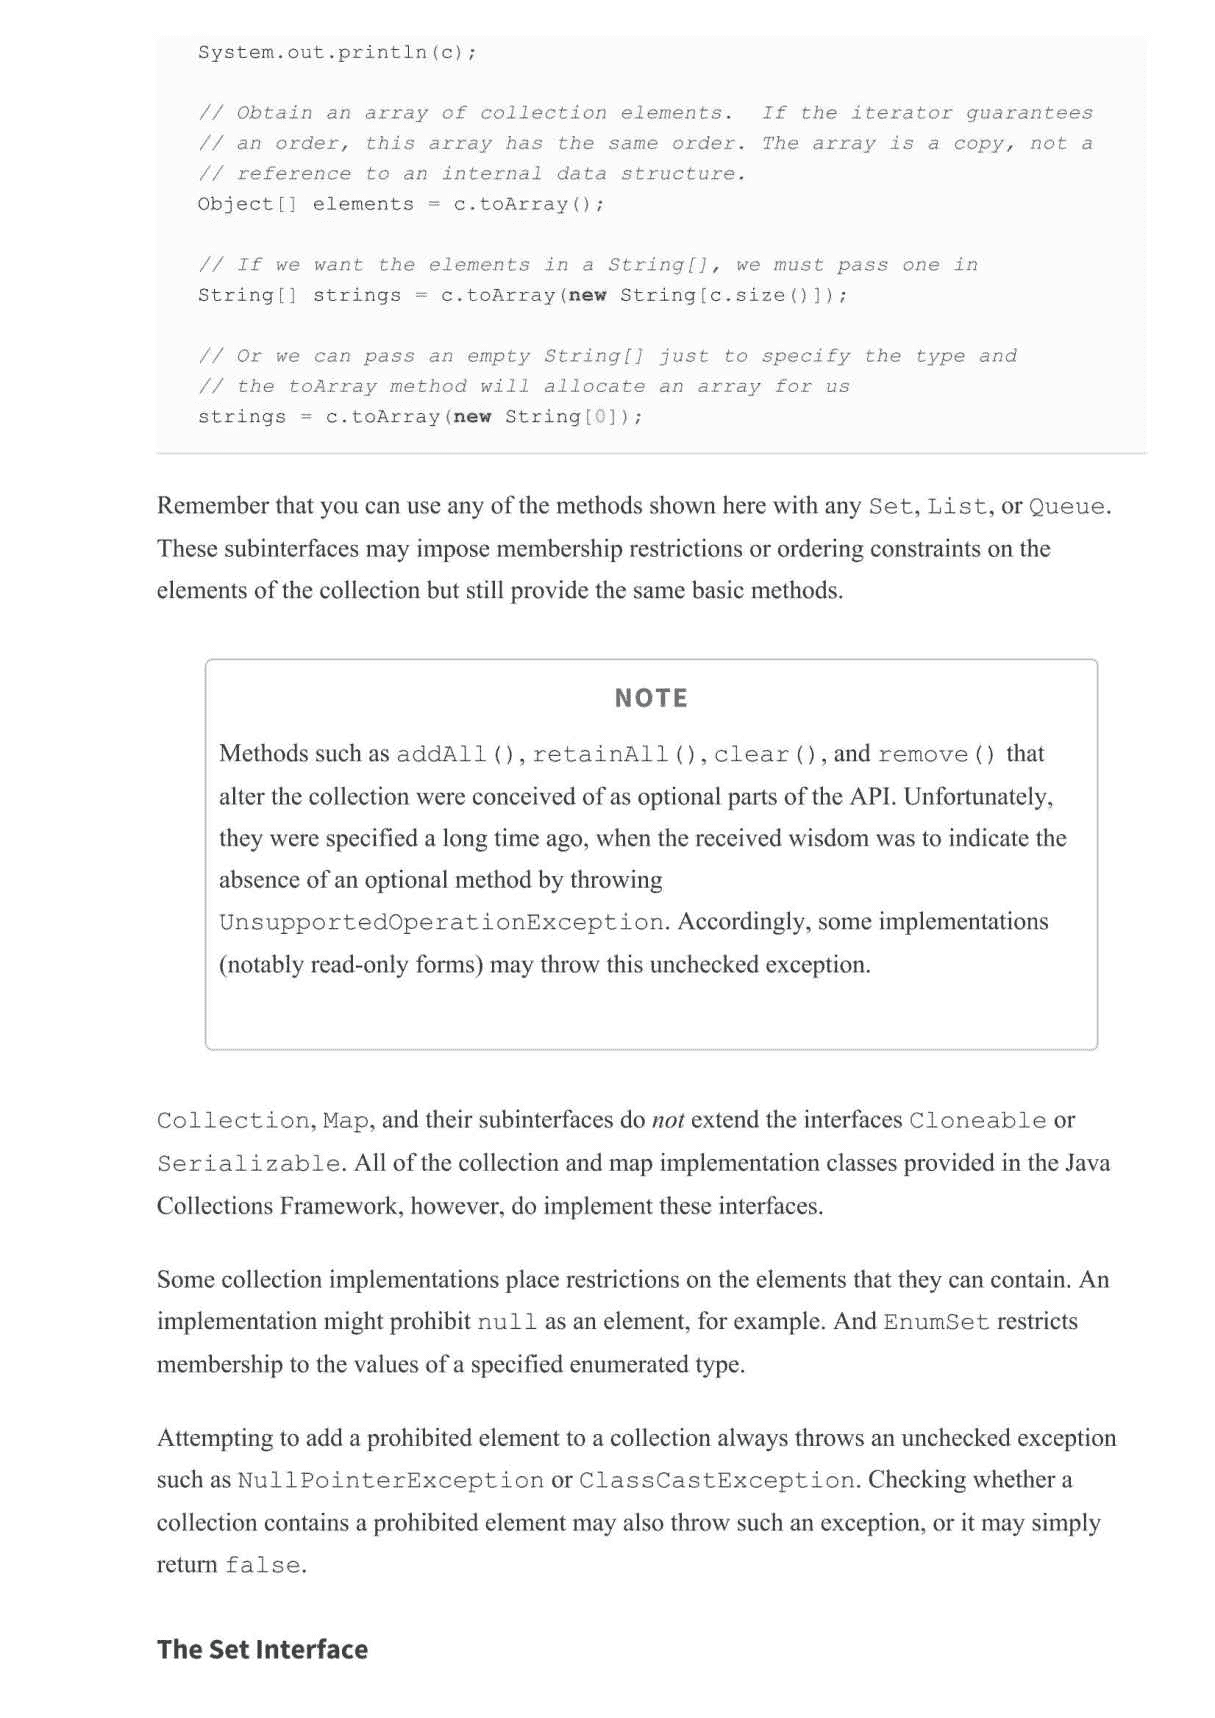 System.out.println(c);
// Obtain an array of collection elements.  If the iterator guarantees
// an order, this array has the same order. The array is a copy, not a
// reference to an internal data structure.
Object[] elements = c.toArray();
// If we want the elements in a String[], we must pass one in
String[] strings = c.toArray(new String[c.size()]);
// Or we can pass an empty String[] just to specify the type and
// the toArray method will allocate an array for us
strings = c.toArray(new String[0]);
Remember that you can use any of the methods shown here with any Set, List, or Queue.
These subinterfaces may impose membership restrictions or ordering constraints on the
elements of the collection but still provide the same basic methods.
NOTE
Methods such as addAll(), retainAll(), clear(), and remove() that
alter the collection were conceived of as optional parts of the API. Unfortunately,
they were specified a long time ago, when the received wisdom was to indicate the
absence of an optional method by throwing
UnsupportedOperationException. Accordingly, some implementations
(notably read-only forms) may throw this unchecked exception.
Collection, Map, and their subinterfaces do not extend the interfaces Cloneable or
Serializable. All of the collection and map implementation classes provided in the Java
Collections Framework, however, do implement these interfaces.
Some collection implementations place restrictions on the elements that they can contain. An
implementation might prohibit null as an element, for example. And EnumSet restricts
membership to the values of a specified enumerated type.
Attempting to add a prohibited element to a collection always throws an unchecked exception
such as NullPointerException or ClassCastException. Checking whether a
collection contains a prohibited element may also throw such an exception, or it may simply
return false.
The Set Interface